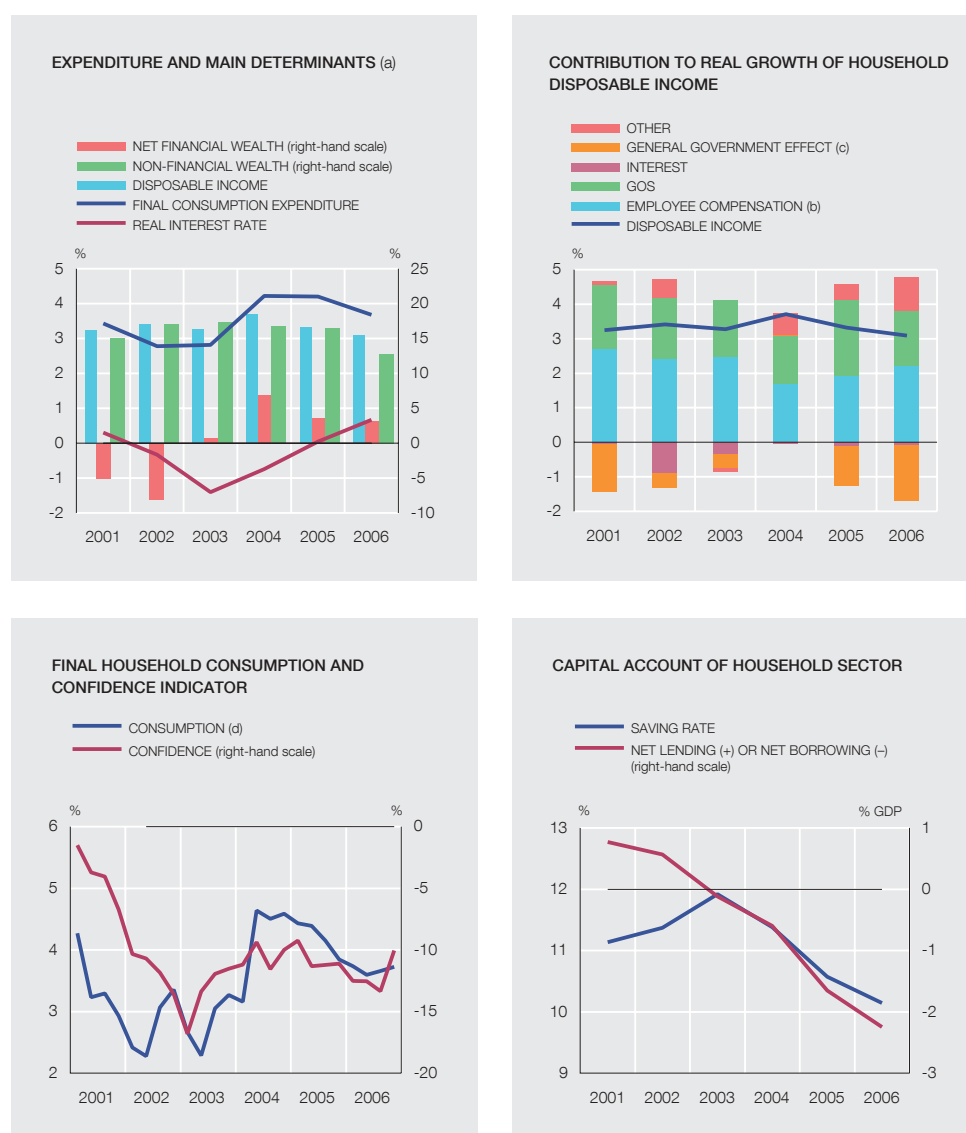 EXPENDITURE AND MAIN DETERMINANTS (a)
NET FINANCIAL WEALTH (right-hand scale)
NON-FINANCIAL WEALTH (right-hand scale)
DISPOSABLE INCOME
FINAL CONSUMPTION EXPENDITURE
REAL INTEREST RATE
% %
5 25
4 20
3 15
2 10
1 5
0 0
-1 -5
-2 -10
2001 2002 2003 2004 2005 2006
CONTRIBUTION TO REAL GROWTH OF HOUSEHOLD
DISPOSABLE INCOME
OTHER
GENERAL GOVERNMENT EFFECT (c)
INTEREST
GOS
EMPLOYEE COMPENSATION (b)
DISPOSABLE INCOME
%
5
4
3
2
1
0
-1
-2
2001 2002 2003 2004 2005 2006
FINAL HOUSEHOLD CONSUMPTION AND
CONFIDENCE INDICATOR
CONSUMPTION (d)
CONFIDENCE (right-hand scale)
% %
6 0
5 -5
4 -10
3 -15
2 -20
2001 2002 2003 2004 2005 2006
CAPITAL ACCOUNT OF HOUSEHOLD SECTOR
SAVING RATE
NET LENDING (+) OR NET BORROWING (–)
(right-hand scale)
% % GDP
13 1
12 0
11 -1
10 -2
9 -3
2001 2002 2003 2004 2005 2006